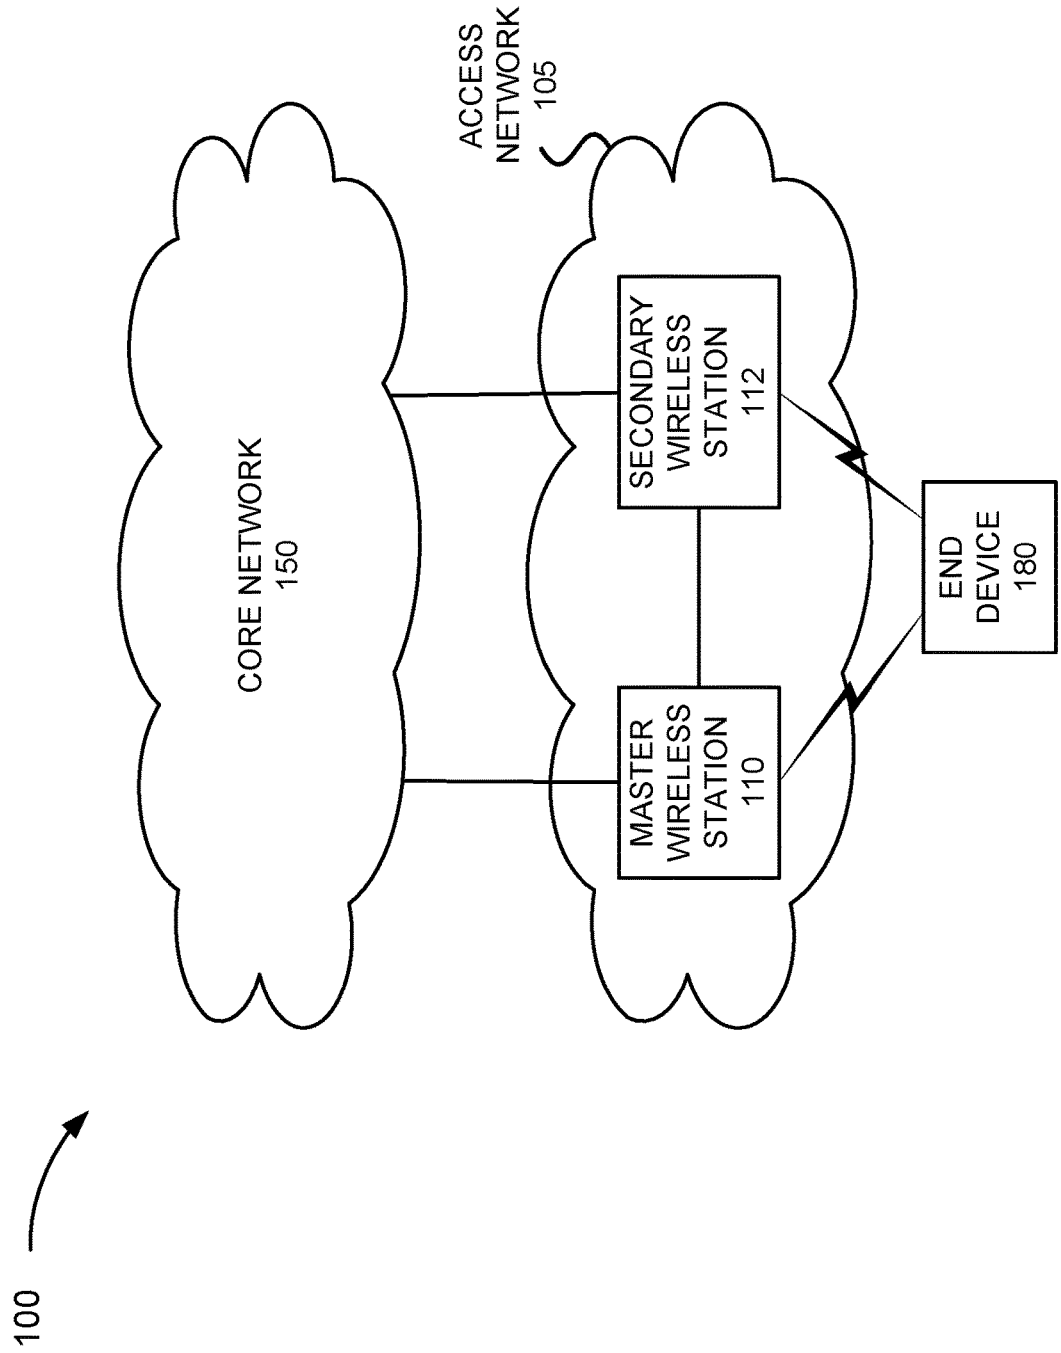 100
CORE NETWORK
150
ACCESS
NETWORK
105
MASTER
WIRELESS
STATION
110
SECONDARY
WIRELESS
STATION
112
END
DEVICE
180